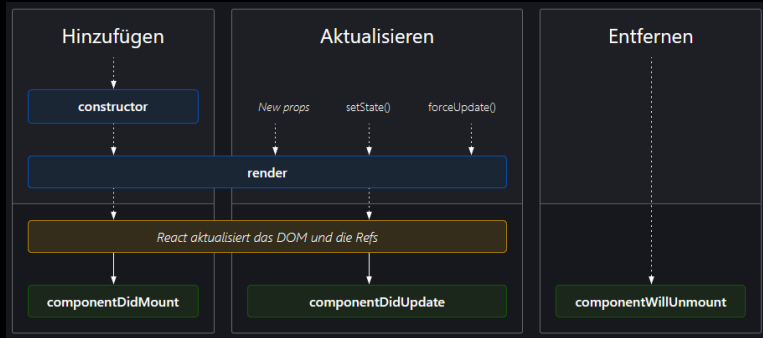 Hinzufügen
Aktualisieren
Entfernen
constructor
New props
setState()
forceUpdate()
render
React aktualisiert das DOM und die Refs
componentDidMount
componentDidUpdate
componentWillUnmount